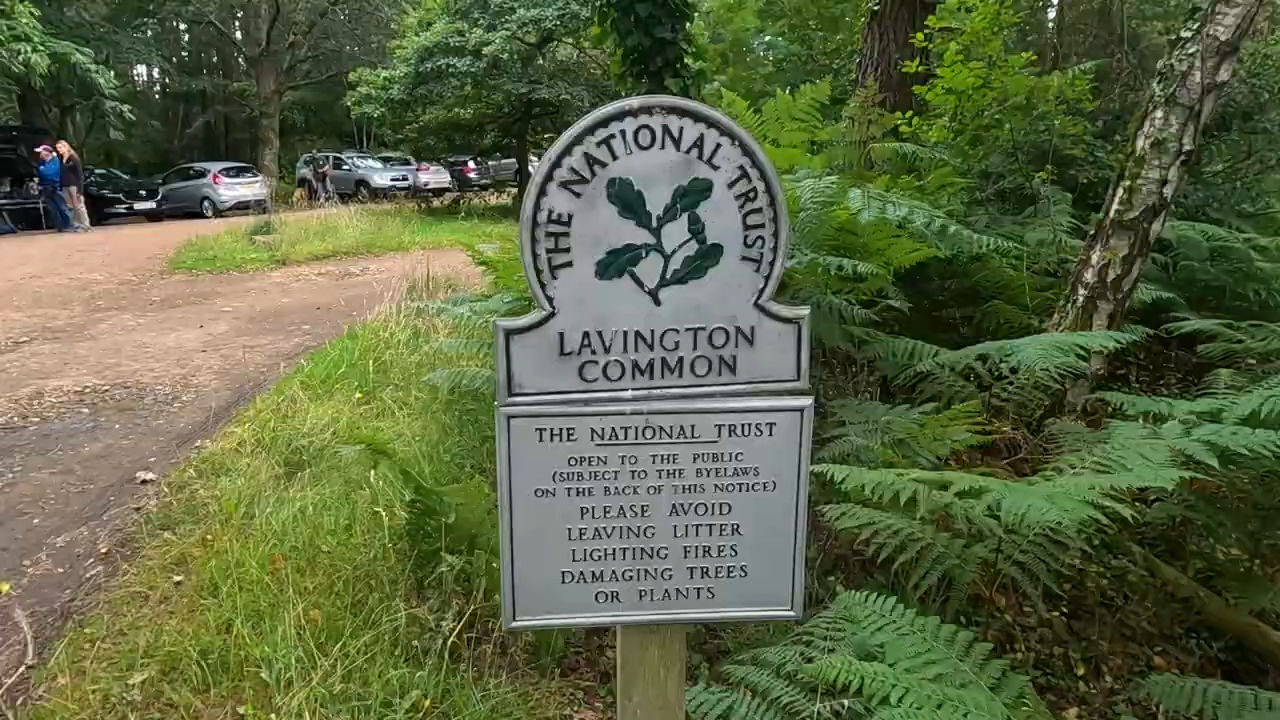 THE NATIONAL TRUST
LAVINGTON
COMMON
THE NATIONAL TRUST
OPEN TO THE PUBLIC
(SUBJECT TO THE BYELAWS
ON THE BACK OF THIS NOTICE)
PLEASE AVOID
LEAVING LITTER
LIGHTING FIRES
DAMAGING TREES
OR PLANTS